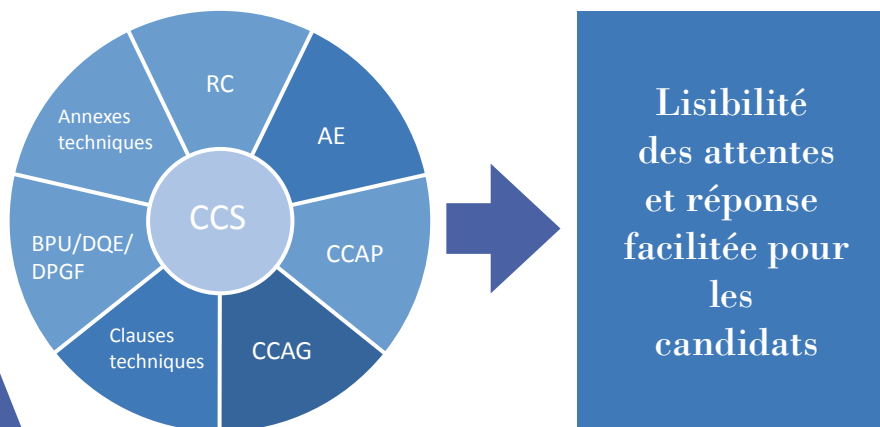 RC
AE
CCAP
CCAG
Clauses
techniques
BPU/DQE/
DPGF
Annexes
techniques
CCS
Lisibilité
des attentes
et réponse
facilitée pour
les
candidats